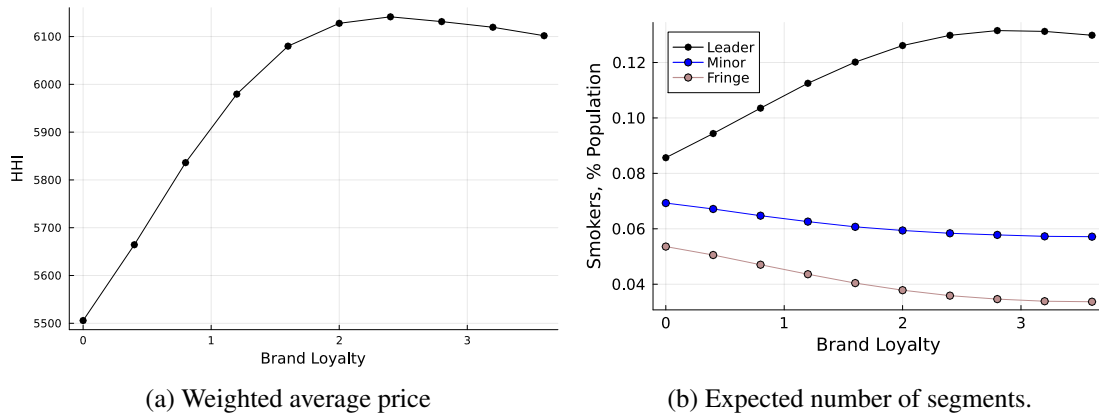 HHI
6100
6000
5900
5800
5700
5600
5500
0 1 2 3
Brand Loyalty
(a) Weighted average price
Smokers, % Population
0.12
0.10
0.08
0.06
0.04
Leader
Minor
Fringe
0 1 2 3
Brand Loyalty
(b) Expected number of segments.